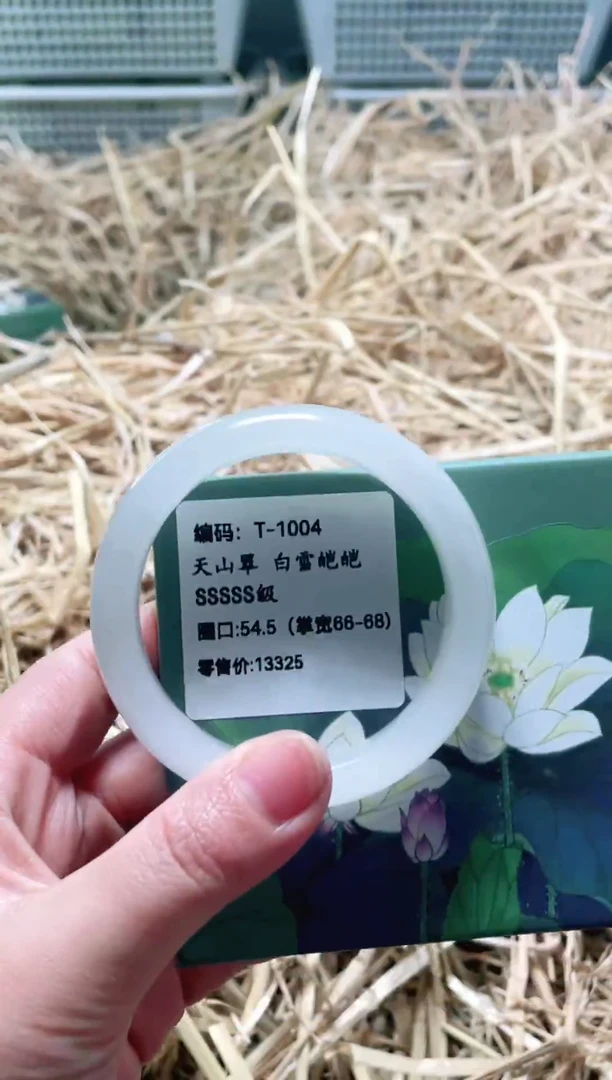 编码：T-1004
天山翠 白雪皑皑
SSSSS级
圈口:54.5（掌宽66-68）
零售价:13325